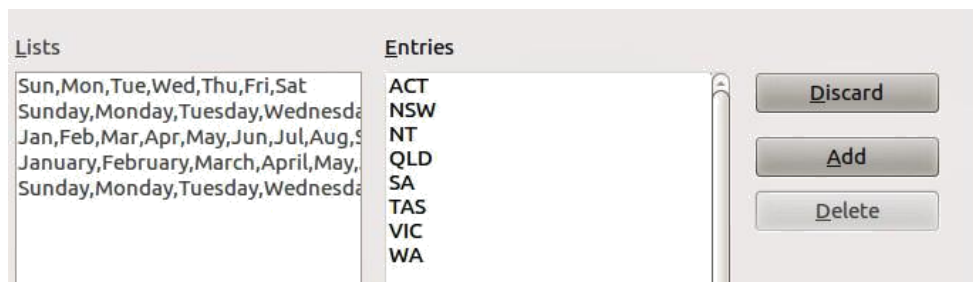 Lists
Sun,Mon,Tue,Wed,Thu,Fri,Sat
Sunday,Monday,Tuesday,Wednesda
Jan,Feb,Mar,Apr,May,Jun,Jul,Aug,S
January,February,March,April,May,
Sunday,Monday,Tuesday,Wednesda
Entries
ACT
NSW
NT
QLD
SA
TAS
VIC
WA
Discard
Add
Delete